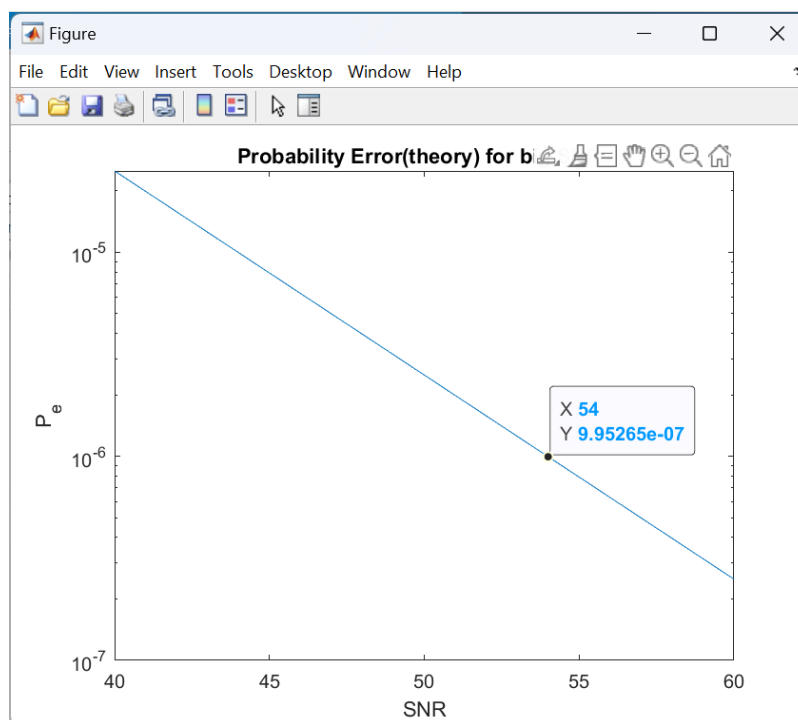 Figure
File Edit View Insert Tools Desktop Window Help
Probability Error(theory) for
10^-5
10^-6
10^-7
P_e
X 54
Y 9.95265e-07
40 45 50 55 60
SNR